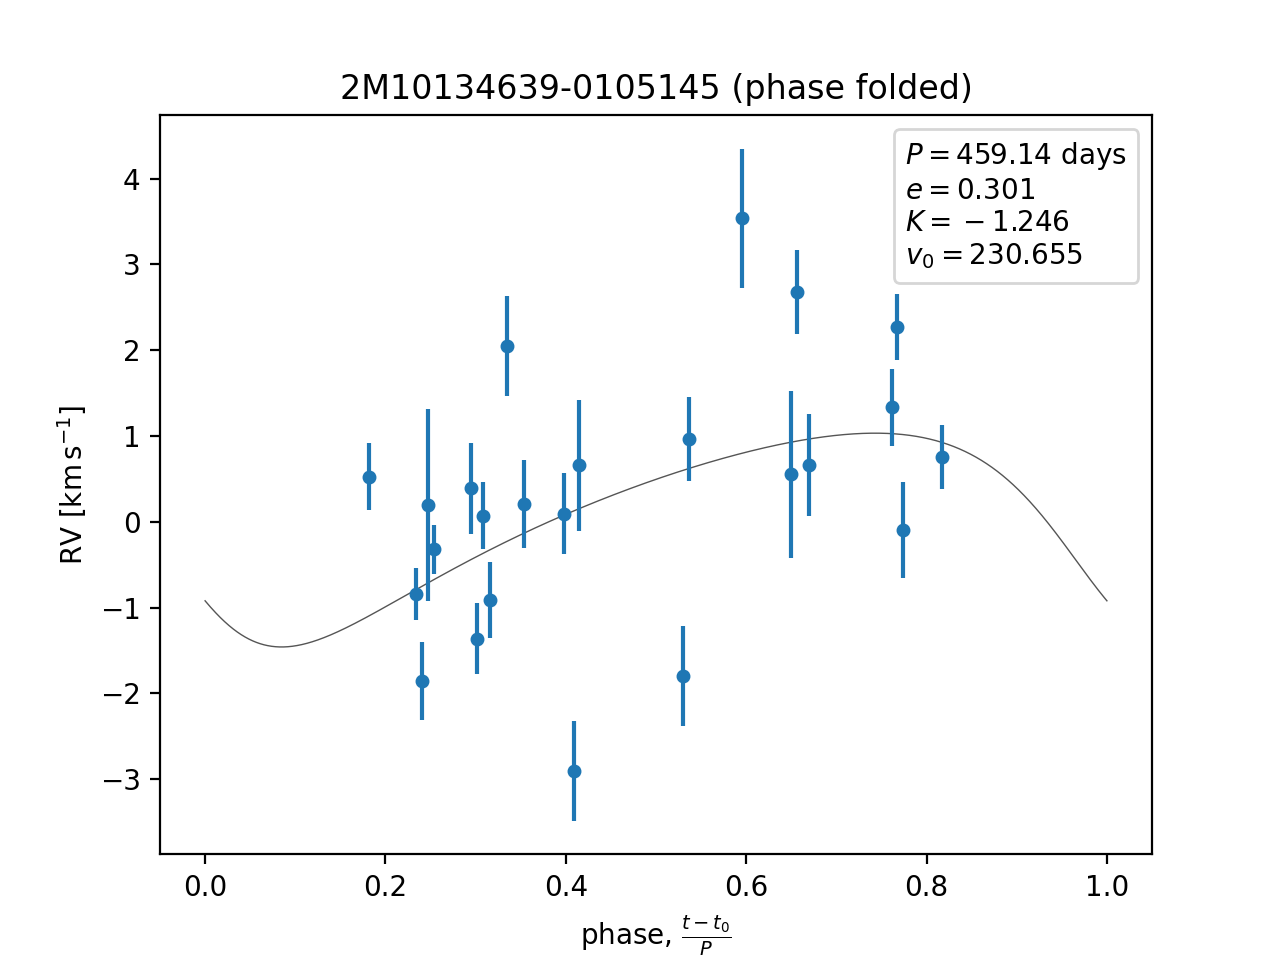 2M10134639-0105145 (phase folded)
P = 459.14 days
e = 0.301
K = −1.246
v₀ = 230.655
RV [km s⁻¹]
4
3
2
1
0
−1
−2
−3
0.0 0.2 0.4 0.6 0.8 1.0
phase, (t − t₀)/P